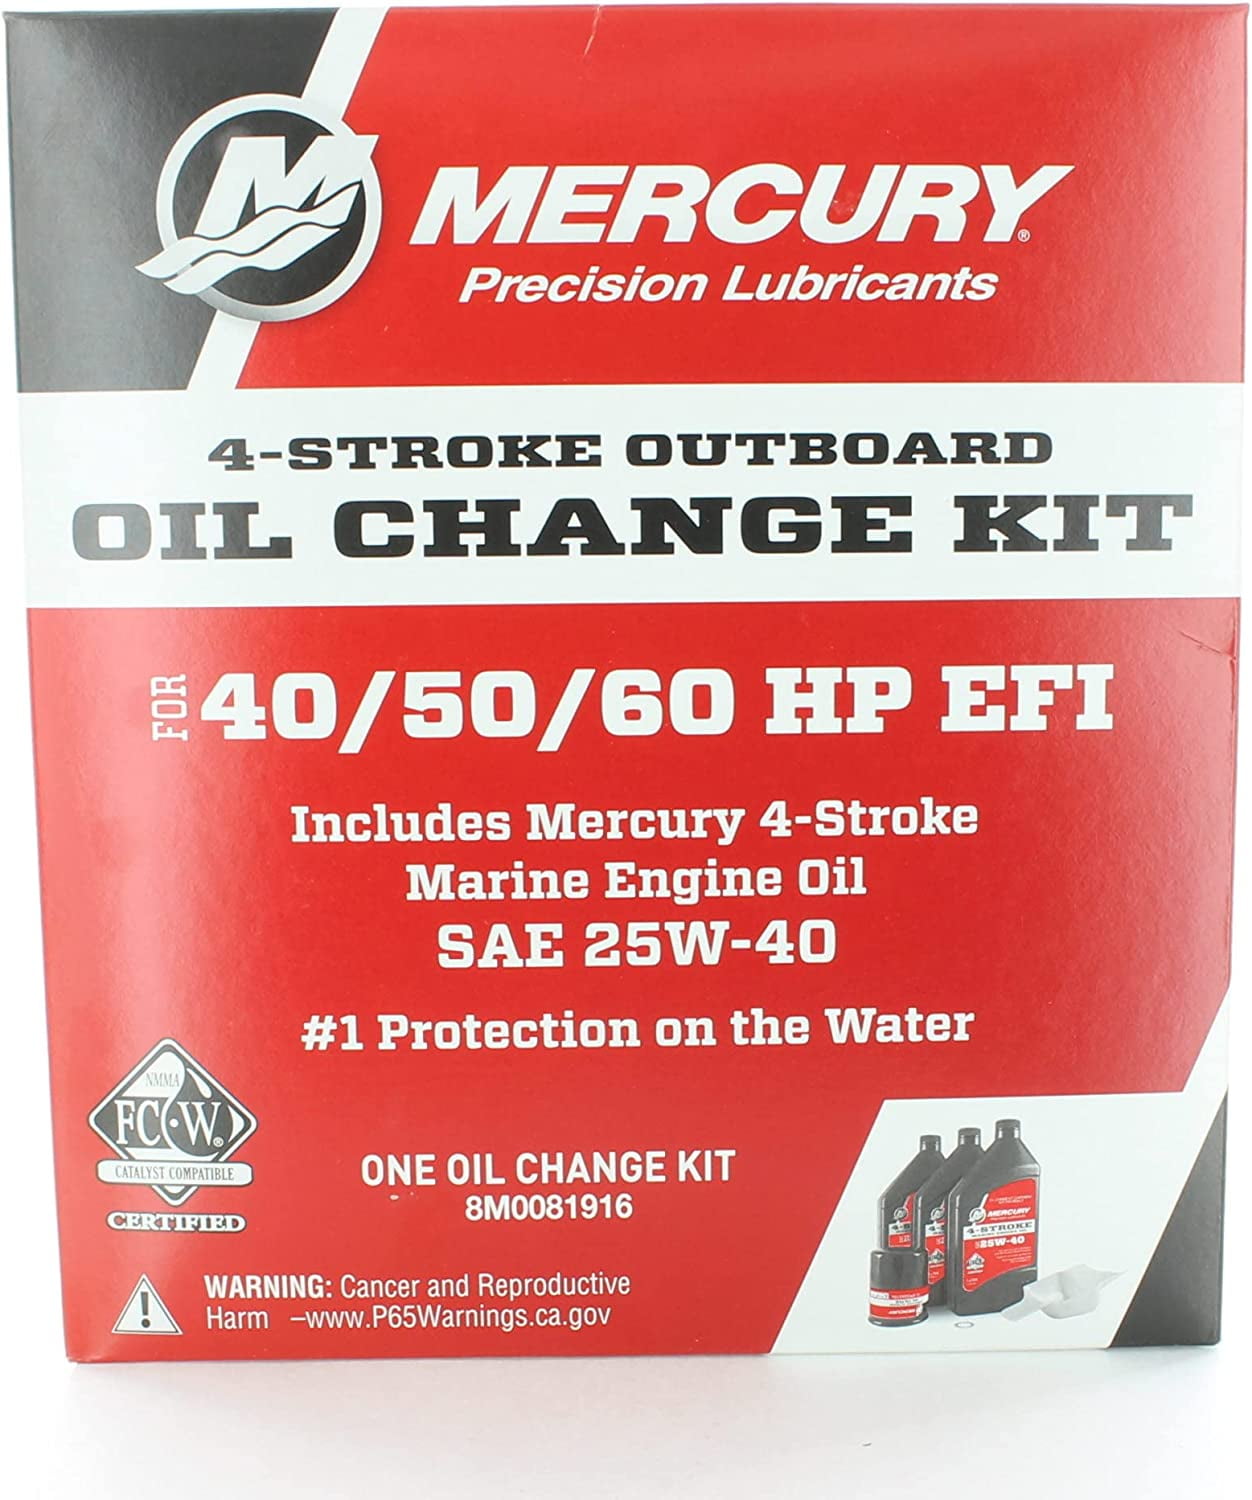 M
MERCURY®
Precision Lubricants
4-STROKE OUTBOARD
OIL CHANGE KIT
FOR 40/50/60 HP EFI
Includes Mercury 4-Stroke
Marine Engine Oil
SAE 25W-40
#1 Protection on the Water
NMMA
FC-W®
CATALYST COMPATIBLE
CERTIFIED
ONE OIL CHANGE KIT
8M0081916
MERCURY
Precision Lubricants
4-STROKE
25W-40
WARNING: Cancer and Reproductive
Harm –www.P65Warnings.ca.gov